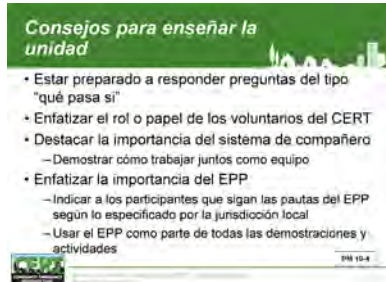 Consejos para enseñar la
unidad
• Estar preparado a responder preguntas del tipo
"qué pasa si"
• Enfatizar el rol o papel de los voluntarios del CERT
• Destacar la importancia del sistema de compañero
–Demostrar cómo trabajar juntos como equipo
• Enfatizar la importancia del EPP
–Indicar a los participantes que sigan las pautas del EPP
según lo especificado por la jurisdicción local
–Usar el EPP como parte de todas las demostraciones y
actividades
PM 10-4
CERT